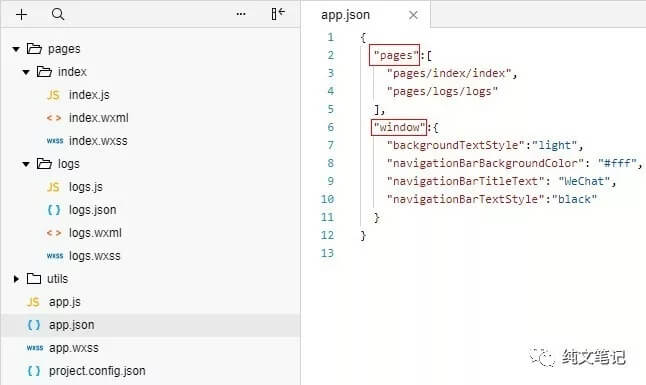 pages
index
JS index.js
< > index.wxml
wxss index.wxss
logs
JS logs.js
{ } logs.json
< > logs.wxml
wxss logs.wxss
utils
JS app.js
{ } app.json
wxss app.wxss
{ } project.config.json
app.json
1 {
2 "pages":[
3 "pages/index/index",
4 "pages/logs/logs"
5 ],
6 "window":{
7 "backgroundTextStyle":"light",
8 "navigationBarBackgroundColor": "#fff",
9 "navigationBarTitleText": "WeChat",
10 "navigationBarTextStyle":"black"
11 }
12 }
13
纯文笔记